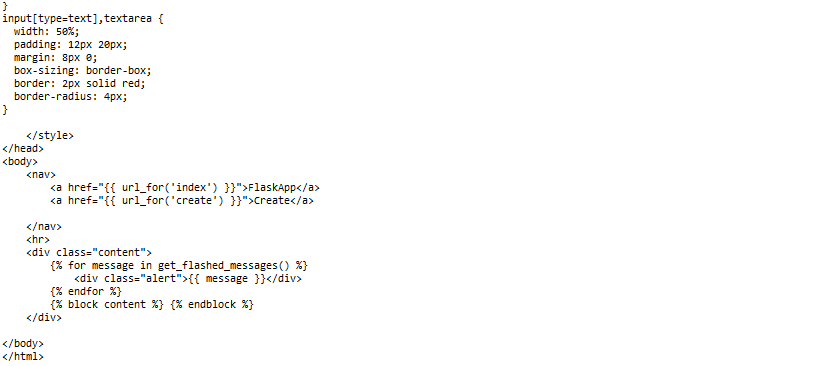 }
input[type=text],textarea {
  width: 50%;
  padding: 12px 20px;
  margin: 8px 0;
  box-sizing: border-box;
  border: 2px solid red;
  border-radius: 4px;
}
    </style>
</head>
<body>
    <nav>
        <a href="{{ url_for('index') }}">FlaskApp</a>
        <a href="{{ url_for('create') }}">Create</a>
    </nav>
    <hr>
    <div class="content">
        {% for message in get_flashed_messages() %}
            <div class="alert">{{ message }}</div>
        {% endfor %}
        {% block content %} {% endblock %}
    </div>
</body>
</html>